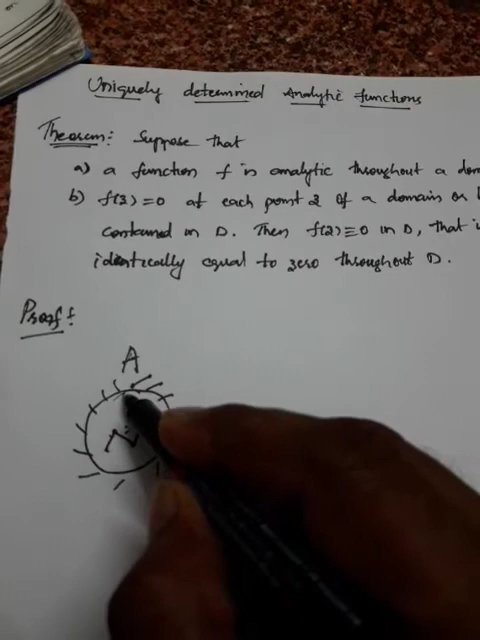 Uniquely determined Analytic functions
Theorem: Suppose that
a) a function f is analytic throughout a dom
b) f(z) = 0 at each point z of a domain or l
contained in D. Then f(z) ≡ 0 in D, that i
identically equal to zero throughout D.
Proof:
A
N